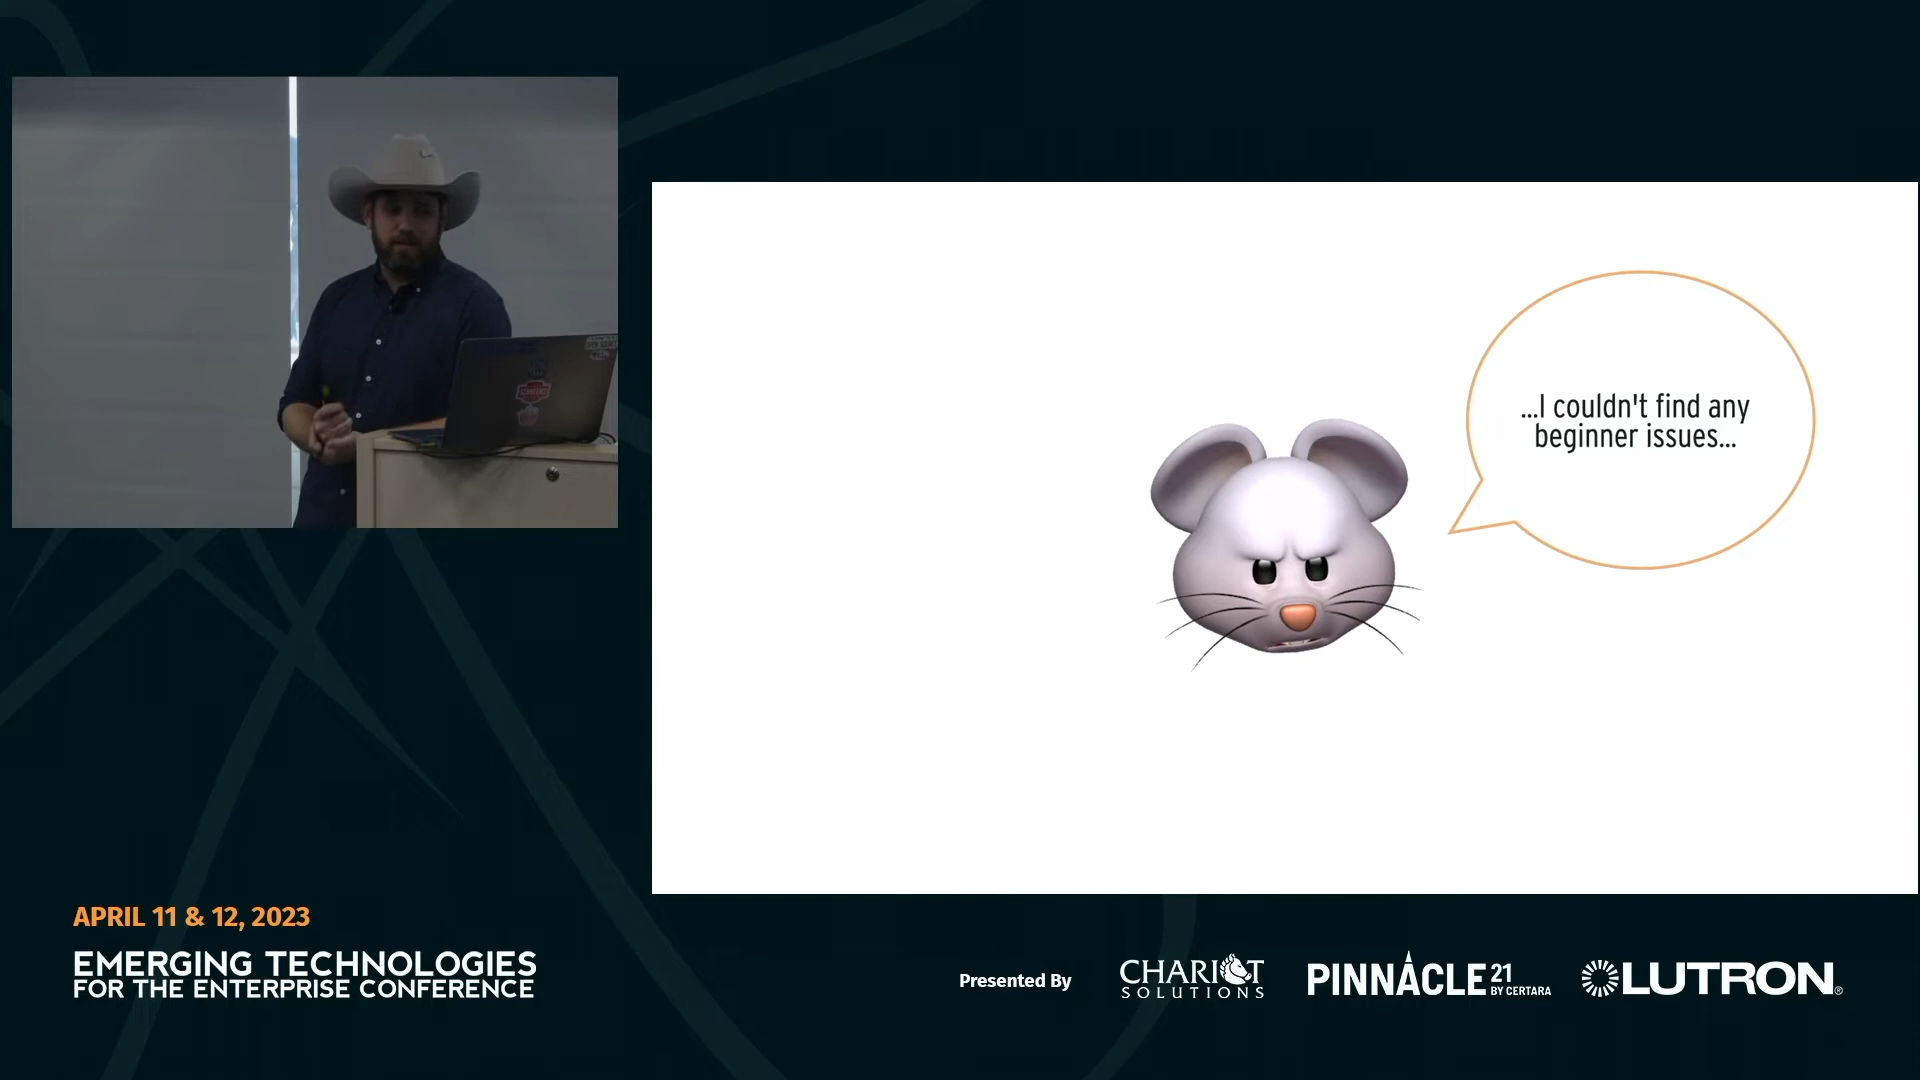 ...I couldn't find any
beginner issues...
APRIL 11 & 12, 2023
EMERGING TECHNOLOGIES
FOR THE ENTERPRISE CONFERENCE
Presented By
CHARIOT
SOLUTIONS
PINNACLE 21
BY CERTARA
LUTRON®